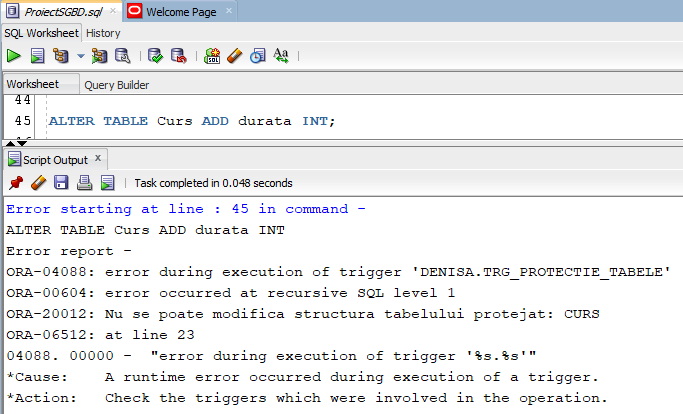 ProiectSGBD.sql
Welcome Page
SQL Worksheet History
Worksheet Query Builder
44
45 ALTER TABLE Curs ADD durata INT;
Script Output
Task completed in 0.048 seconds
Error starting at line : 45 in command -
ALTER TABLE Curs ADD durata INT
Error report -
ORA-04088: error during execution of trigger 'DENISA.TRG_PROTECTIE_TABELE'
ORA-00604: error occurred at recursive SQL level 1
ORA-20012: Nu se poate modifica structura tabelului protejat: CURS
ORA-06512: at line 23
04088. 00000 -  "error during execution of trigger '%s.%s'"
*Cause:    A runtime error occurred during execution of a trigger.
*Action:   Check the triggers which were involved in the operation.